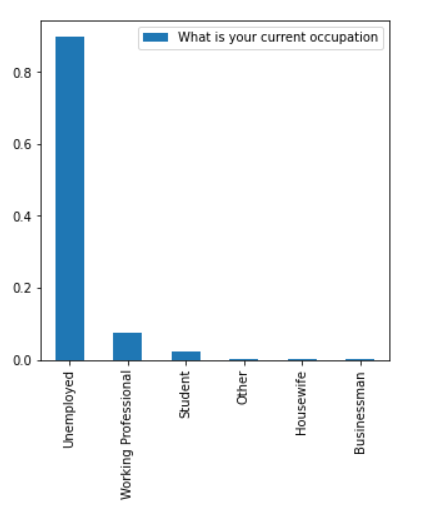 What is your current occupation
0.8
0.6
0.4
0.2
0.0
Unemployed
Working Professional
Student
Other
Housewife
Businessman